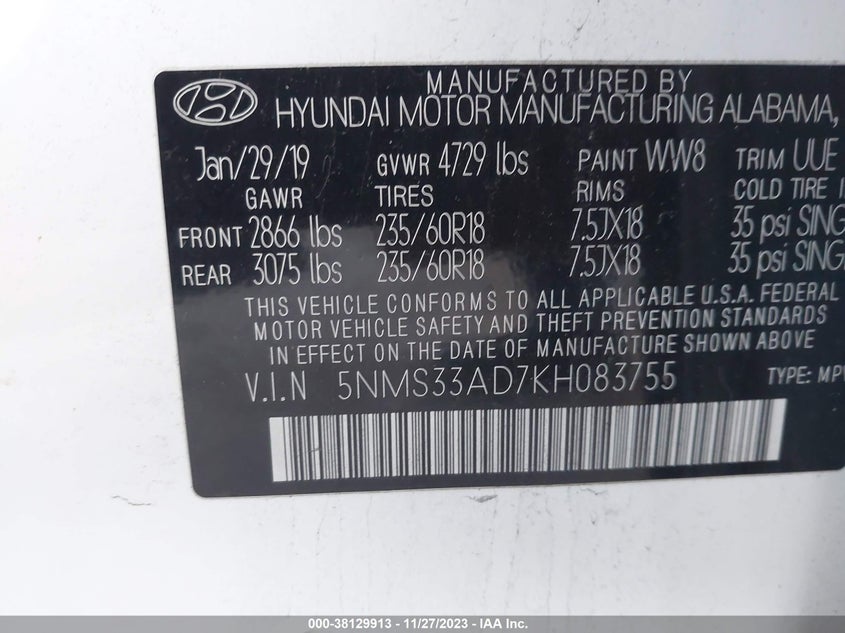 MANUFACTURED BY
HYUNDAI MOTOR MANUFACTURING ALABAMA,
Jan/29/19 GVWR 4729 lbs PAINT WW8 TRIM UUE
GAWR TIRES RIMS COLD TIRE
FRONT 2866 lbs 235/60R18 7.5JX18 35 psi SING
REAR 3075 lbs 235/60R18 7.5JX18 35 psi SING
THIS VEHICLE CONFORMS TO ALL APPLICABLE U.S.A. FEDERAL
MOTOR VEHICLE SAFETY AND THEFT PREVENTION STANDARDS
IN EFFECT ON THE DATE OF MANUFACTURE SHOWN ABOVE
V.I.N 5NMS33AD7KH083755 TYPE: MPV
000-38129913 - 11/27/2023 - IAA Inc.